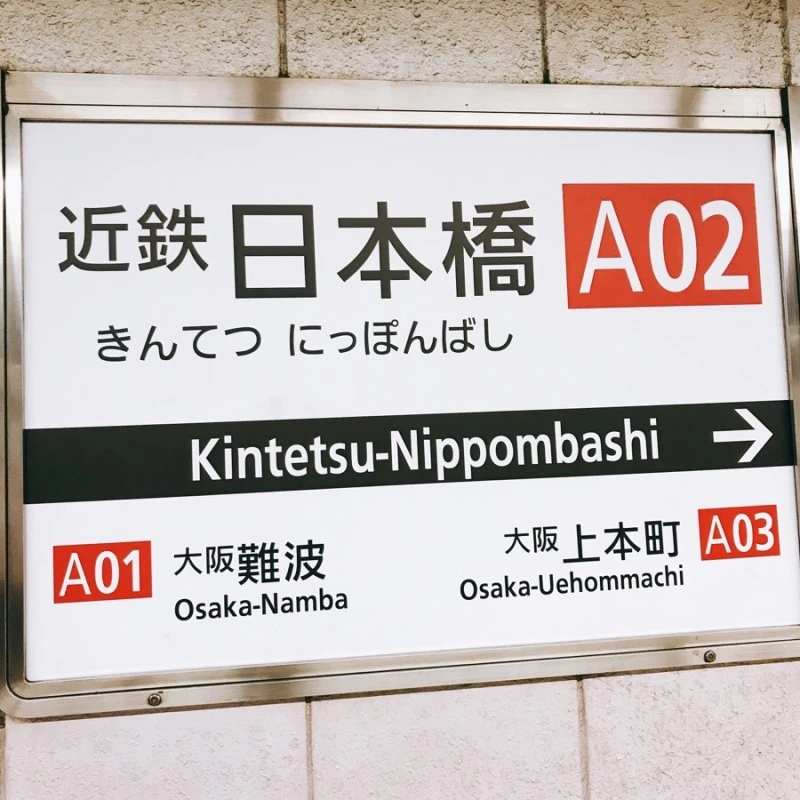 近鉄日本橋 A02
きんてつ にっぽんばし
Kintetsu-Nippombashi →
A01 大阪難波
Osaka-Namba
大阪上本町 A03
Osaka-Uehommachi